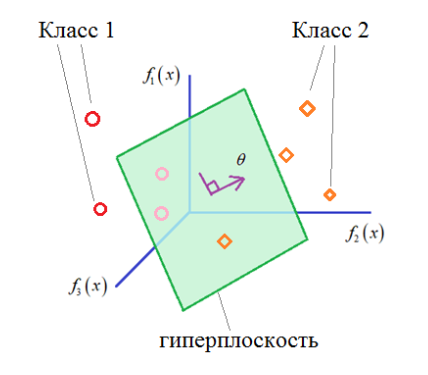 Класс 1
Класс 2
f₁(x)
θ
f₂(x)
f₃(x)
гиперплоскость